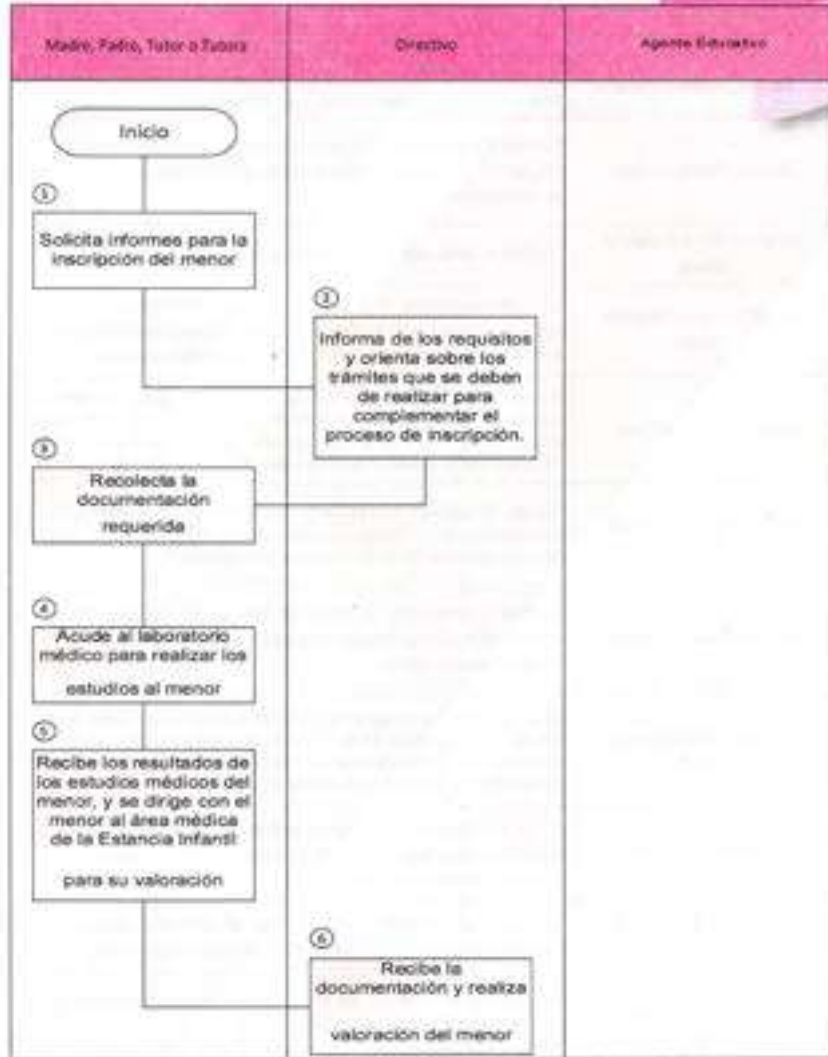 Madre, Padre, Tutor o Tutora
Directivo
Agente Educativo
Inicio
1
Solicita informes para la
inscripción del menor
2
Informa de los requisitos
y orienta sobre los
trámites que se deben
de realizar para
complementar el
proceso de inscripción.
3
Recolecta la
documentación
requerida
4
Acude al laboratorio
médico para realizar los
estudios al menor
5
Recibe los resultados de
los estudios médicos del
menor, y se dirige con el
menor al área médica
de la Estancia Infantil
para su valoración
6
Recibe la
documentación y realiza
valoración del menor